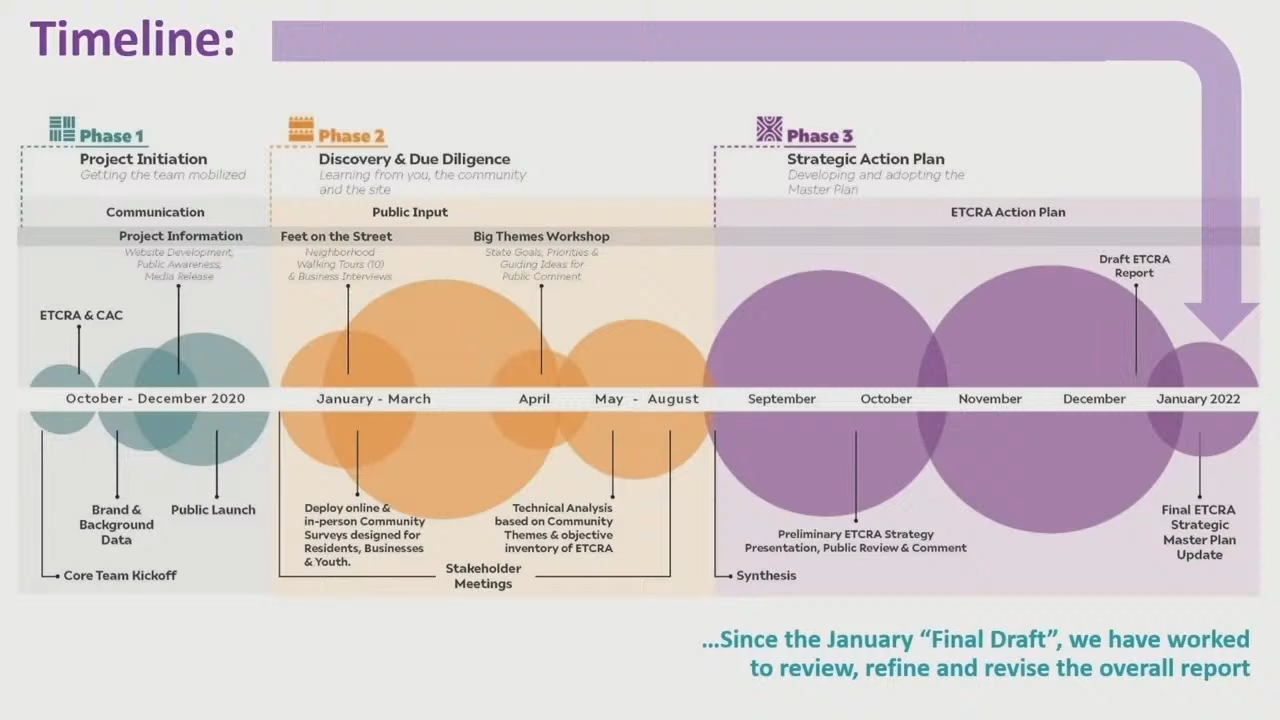 Timeline:
Phase 1
Project Initiation
Getting the team mobilized
Phase 2
Discovery & Due Diligence
Learning from you, the community
and the site
Phase 3
Strategic Action Plan
Developing and adopting the
Master Plan
Communication
Public Input
ETCRA Action Plan
Project Information
Website Development,
Public Awareness,
Media Release
Feet on the Street
Neighborhood
Walking Tours (10)
& Business Interviews
Big Themes Workshop
State Goals, Priorities &
Guiding Ideas for
Public Comment
Draft ETCRA
Report
ETCRA & CAC
October - December 2020
January - March
April
May - August
September
October
November
December
January 2022
Brand &
Background
Data
Public Launch
Core Team Kickoff
Deploy online &
in-person Community
Surveys designed for
Residents, Businesses
& Youth.
Technical Analysis
based on Community
Themes & objective
inventory of ETCRA
Stakeholder
Meetings
Preliminary ETCRA Strategy
Presentation, Public Review & Comment
Synthesis
Final ETCRA
Strategic
Master Plan
Update
…Since the January “Final Draft”, we have worked
to review, refine and revise the overall report